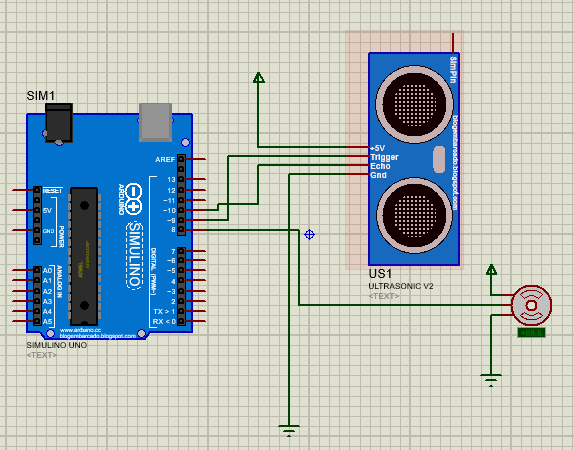 SIM1
SimPin
blogembarcado.blogspot.com
+5V
Trigger
Echo
Gnd
US1
ULTRASONIC V2
<TEXT>
AREF
13
12
~11
~10
~9
8
7
~6
~5
4
~3
2
TX > 1
RX < 0
RESET
5V
GND
POWER
A0
A1
A2
A3
A4
A5
ANALOG IN
ARDUINO
SIMULINO
DIGITAL (PWM~)
www.arduino.cc
blogembarcado.blogspot.com
SIMULINO UNO
<TEXT>